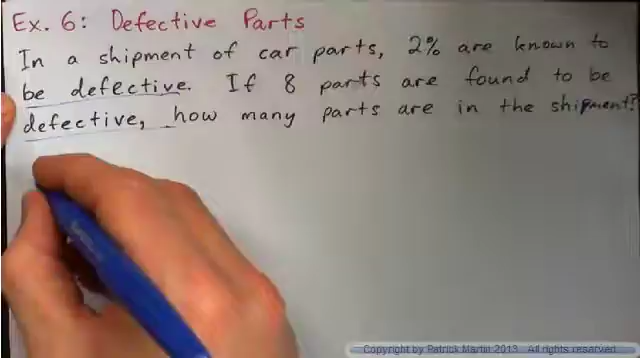 Ex. 6: Defective Parts
In a shipment of car parts, 2% are known to
be defective. If 8 parts are found to be
defective, how many parts are in the shipment?
Copyright by Patrick Martin 2013. All rights reserved.